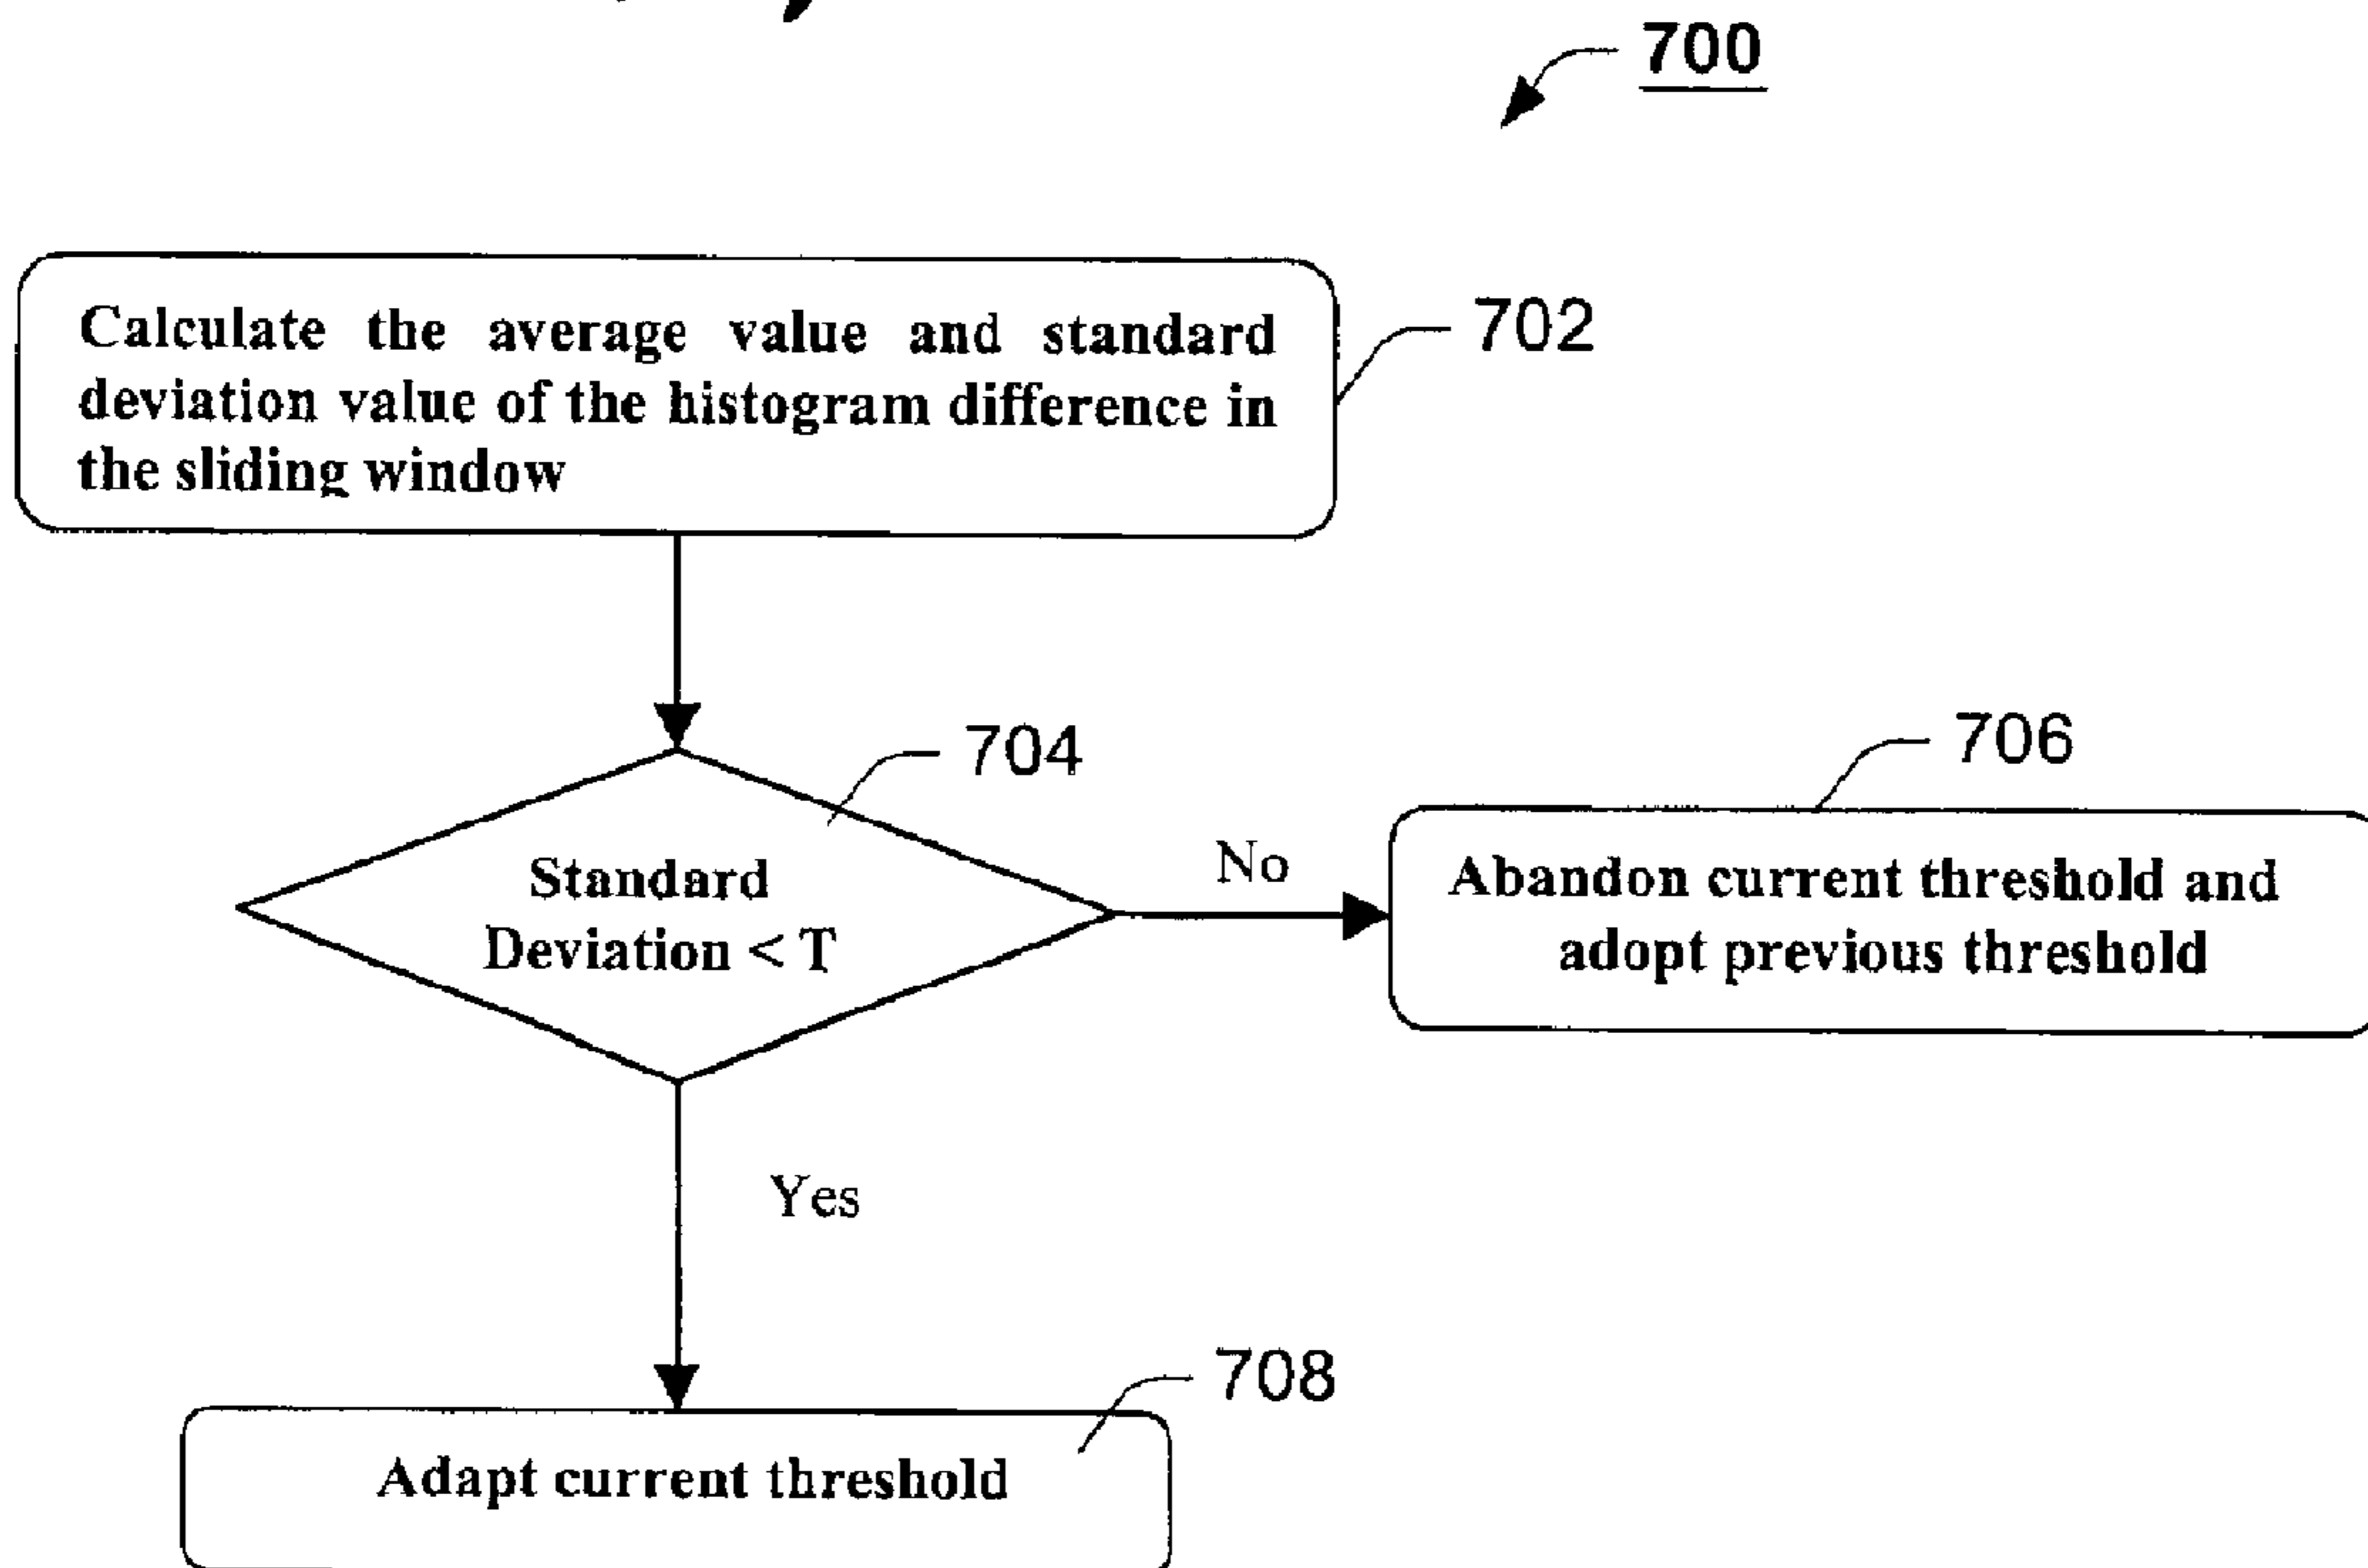 700
Calculate the average value and standard
deviation value of the histogram difference in
the sliding window
702
704
Standard
Deviation < T
No
706
Abandon current threshold and
adopt previous threshold
Yes
708
Adapt current threshold